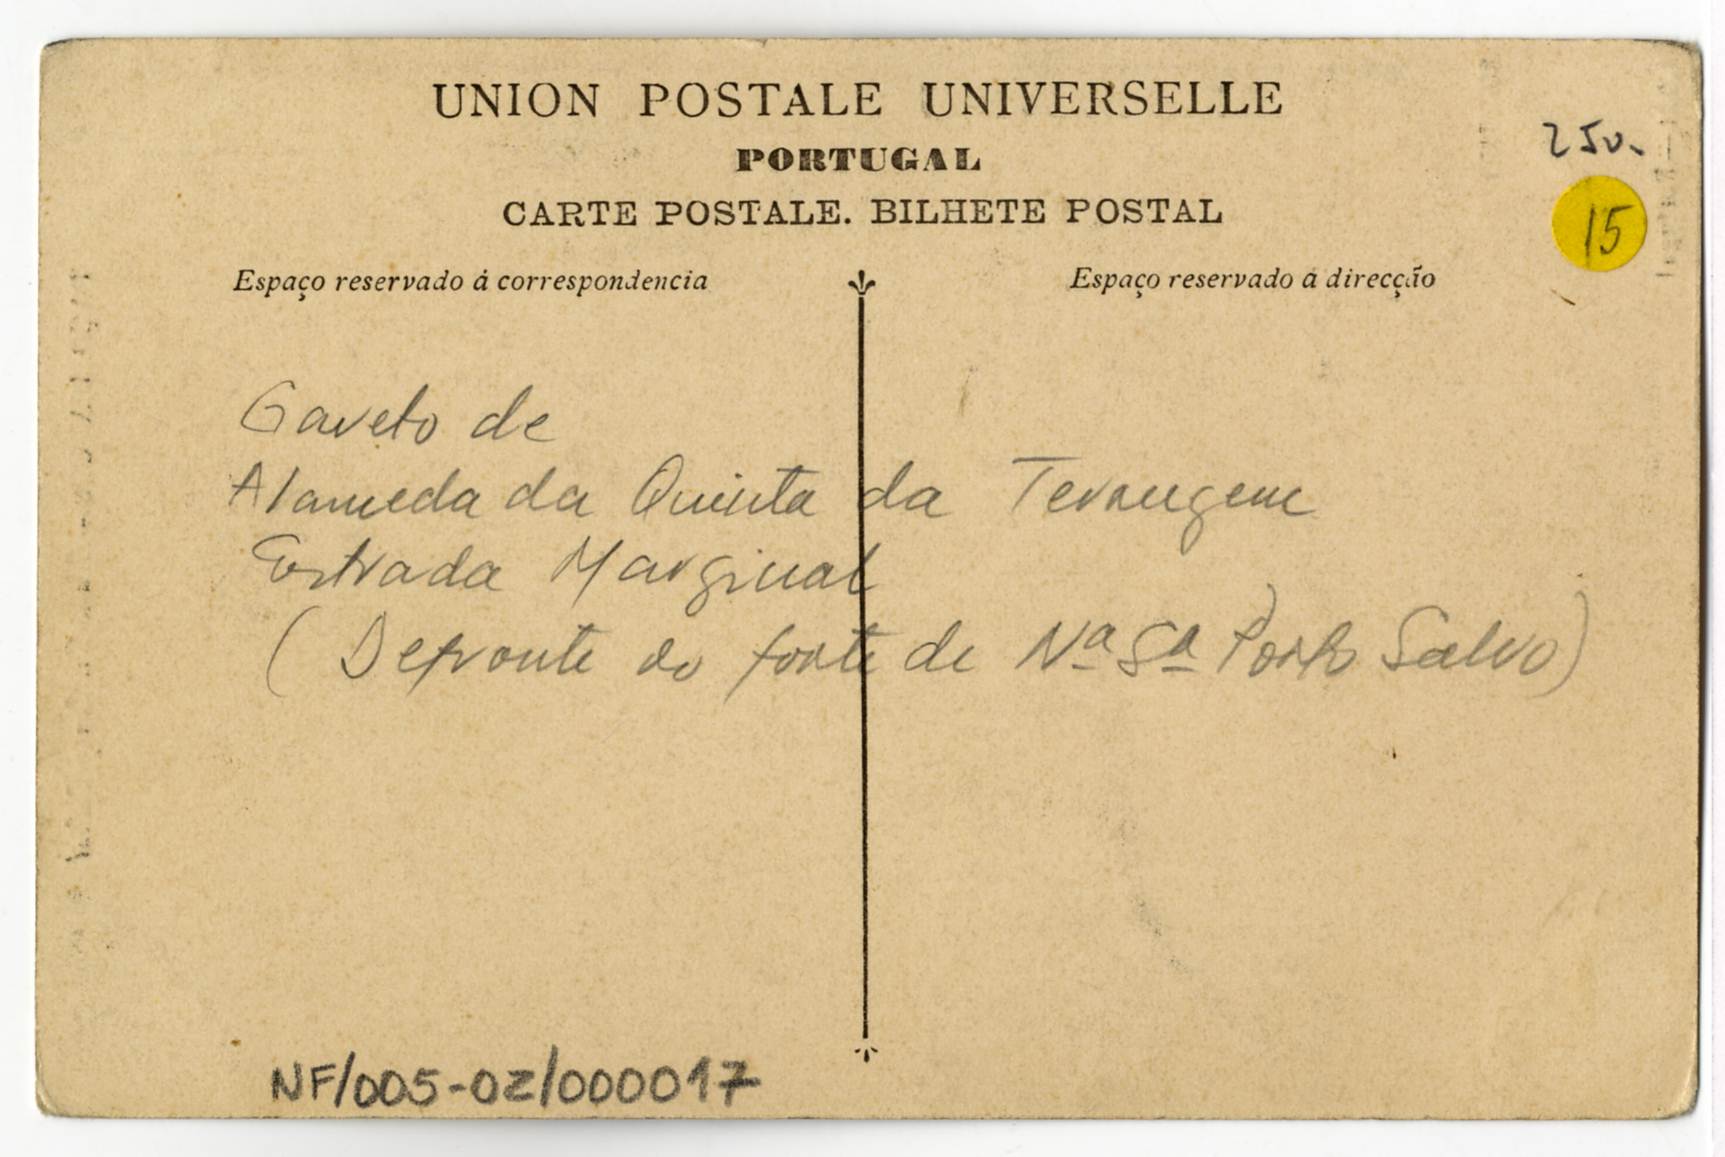 UNION POSTALE UNIVERSELLE
PORTUGAL
CARTE POSTALE. BILHETE POSTAL
250.
15
Espaço reservado á correspondencia
Espaço reservado á direcção
Gaveto de
Alameda da Quinta da Terrugem
Estrada Marginal
(Defronte do forte de Nª Sª Porto Salvo)
NF/005-02/000017